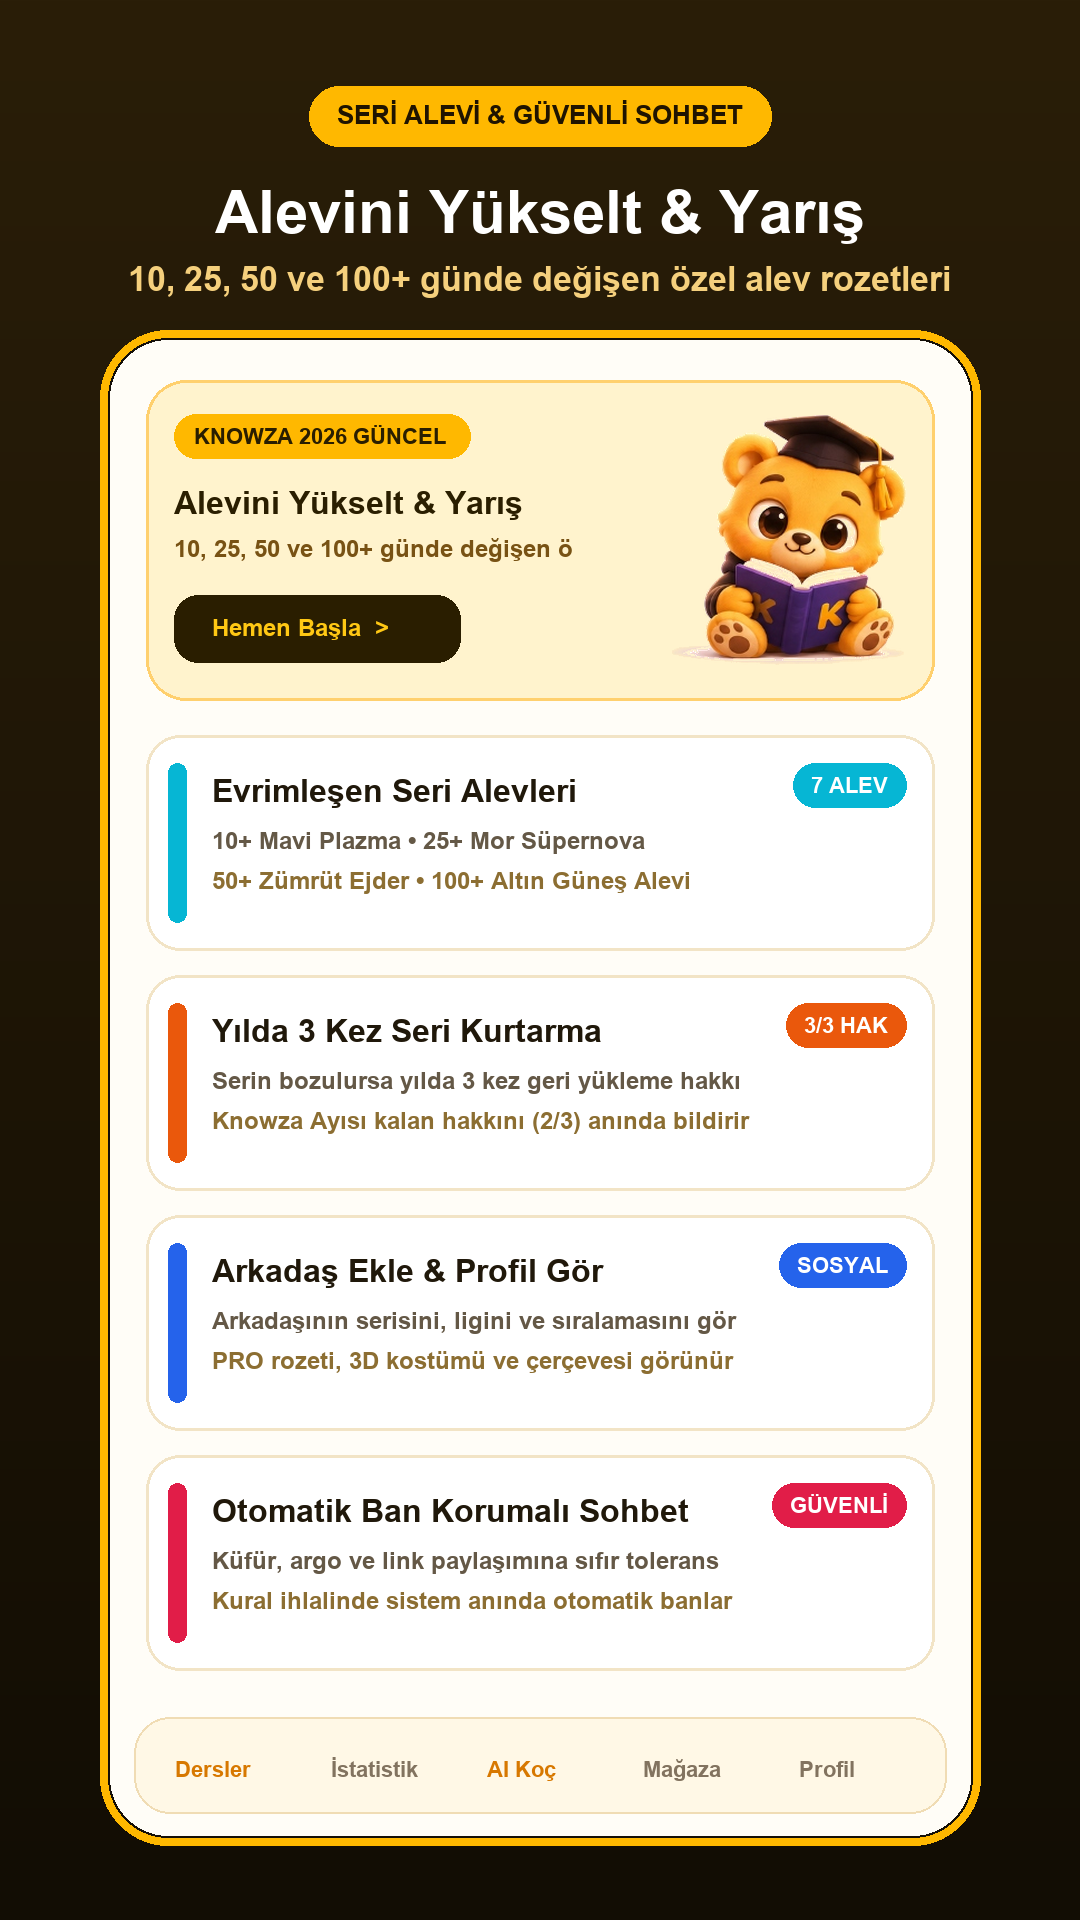 SERİ ALEVİ & GÜVENLİ SOHBET
Alevini Yükselt & Yarış
10, 25, 50 ve 100+ günde değişen özel alev rozetleri
KNOWZA 2026 GÜNCEL
Alevini Yükselt & Yarış
10, 25, 50 ve 100+ günde değişen ö
Hemen Başla >
K K
Evrimleşen Seri Alevleri
7 ALEV
10+ Mavi Plazma • 25+ Mor Süpernova
50+ Zümrüt Ejder • 100+ Altın Güneş Alevi
Yılda 3 Kez Seri Kurtarma
3/3 HAK
Serin bozulursa yılda 3 kez geri yükleme hakkı
Knowza Ayısı kalan hakkını (2/3) anında bildirir
Arkadaş Ekle & Profil Gör
SOSYAL
Arkadaşının serisini, ligini ve sıralamasını gör
PRO rozeti, 3D kostümü ve çerçevesi görünür
Otomatik Ban Korumalı Sohbet
GÜVENLİ
Küfür, argo ve link paylaşımına sıfır tolerans
Kural ihlalinde sistem anında otomatik banlar
Dersler İstatistik AI Koç Mağaza Profil